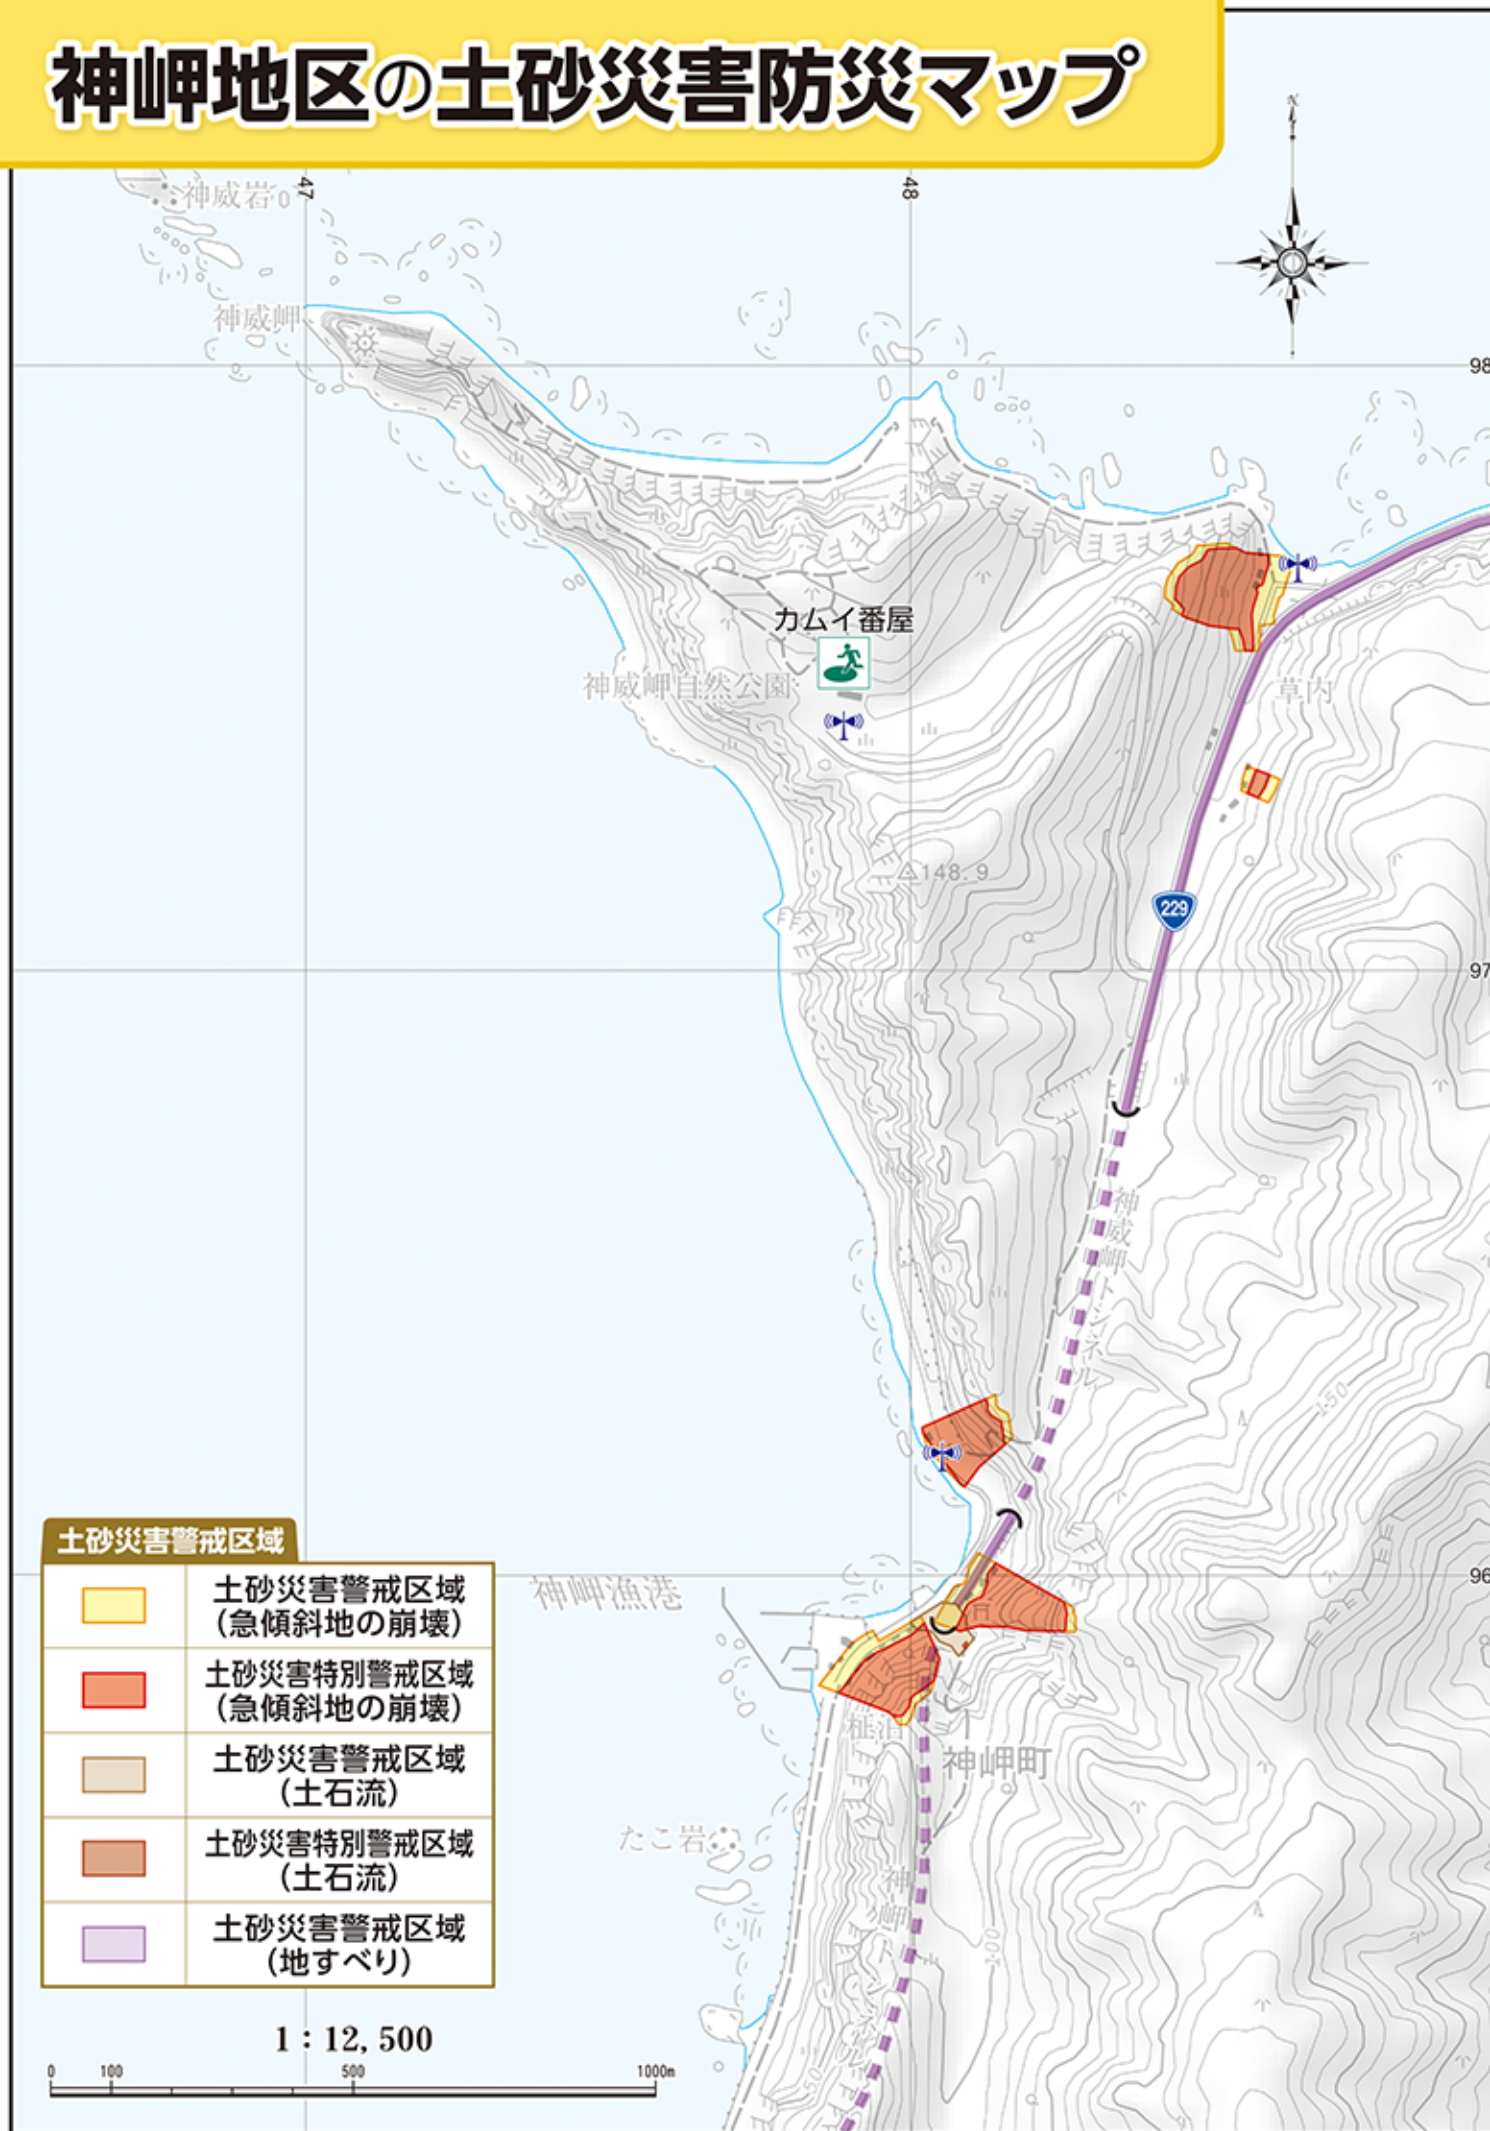 神岬地区の土砂災害防災マップ
神威岩
47
48
N
神威岬
98
カムイ番屋
神威岬自然公園
草内
148.9
229
97
神威岬トンネル
150
神岬漁港
96
神岬町
たこ岩
神岬
100
土砂災害警戒区域
土砂災害警戒区域
(急傾斜地の崩壊)
土砂災害特別警戒区域
(急傾斜地の崩壊)
土砂災害警戒区域
(土石流)
土砂災害特別警戒区域
(土石流)
土砂災害警戒区域
(地すべり)
1：12,500
0 100 500 1000m